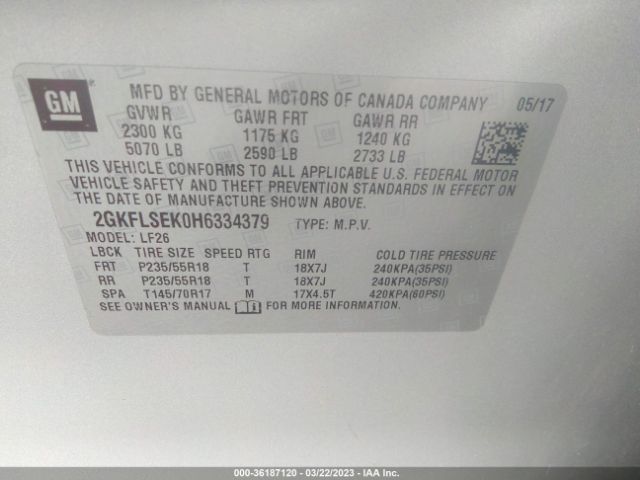 GM
MFD BY GENERAL MOTORS OF CANADA COMPANY 05/17
GVWR GAWR FRT GAWR RR
2300 KG 1175 KG 1240 KG
5070 LB 2590 LB 2733 LB
THIS VEHICLE CONFORMS TO ALL APPLICABLE U.S. FEDERAL MOTOR
VEHICLE SAFETY AND THEFT PREVENTION STANDARDS IN EFFECT ON
THE DATE OF MANUFACTURE SHOWN ABOVE.
2GKFLSEK0H6334379 TYPE: M.P.V.
MODEL: LF26
LBCK TIRE SIZE SPEED RTG RIM COLD TIRE PRESSURE
FRT P235/55R18 T 18X7J 240KPA(35PSI)
RR P235/55R18 T 18X7J 240KPA(35PSI)
SPA T145/70R17 M 17X4.5T 420KPA(60PSI)
SEE OWNER'S MANUAL FOR MORE INFORMATION.
000-36187120 - 03/22/2023 - IAA Inc.